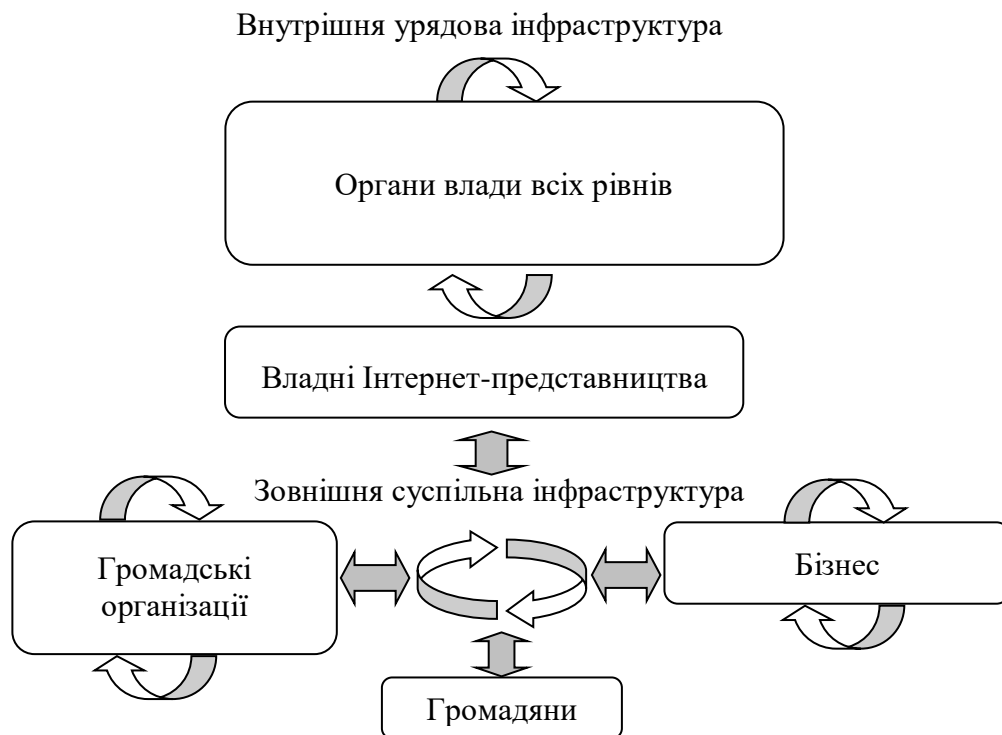 Внутрішня урядова інфраструктура
Органи влади всіх рівнів
Владні Інтернет-представництва
Зовнішня суспільна інфраструктура
Громадські
організації
Бізнес
Громадяни